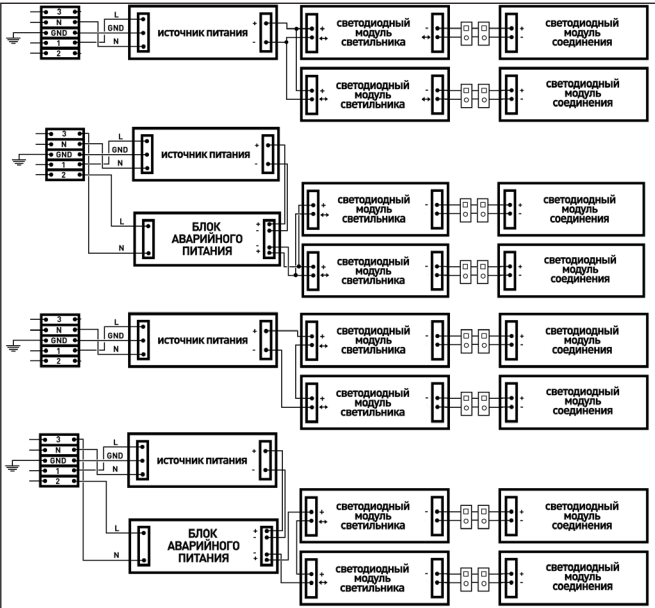 3
N
GND
1
2
L
GND
N
ИСТОЧНИК ПИТАНИЯ
+
-
СВЕТОДИОДНЫЙ
МОДУЛЬ
СВЕТИЛЬНИКА
+
↔
-
↔
СВЕТОДИОДНЫЙ
МОДУЛЬ
СОЕДИНЕНИЯ
+
-
СВЕТОДИОДНЫЙ
МОДУЛЬ
СВЕТИЛЬНИКА
+
↔
-
↔
СВЕТОДИОДНЫЙ
МОДУЛЬ
СОЕДИНЕНИЯ
+
-
3
N
GND
1
2
L
GND
N
ИСТОЧНИК ПИТАНИЯ
+
-
L
N
БЛОК
АВАРИЙНОГО
ПИТАНИЯ
+
-
-
+
СВЕТОДИОДНЫЙ
МОДУЛЬ
СВЕТИЛЬНИКА
+
↔
-
СВЕТОДИОДНЫЙ
МОДУЛЬ
СОЕДИНЕНИЯ
+
-
СВЕТОДИОДНЫЙ
МОДУЛЬ
СВЕТИЛЬНИКА
+
↔
-
СВЕТОДИОДНЫЙ
МОДУЛЬ
СОЕДИНЕНИЯ
+
-
3
N
GND
1
2
L
GND
N
ИСТОЧНИК ПИТАНИЯ
+
-
СВЕТОДИОДНЫЙ
МОДУЛЬ
СВЕТИЛЬНИКА
+
↔
-
СВЕТОДИОДНЫЙ
МОДУЛЬ
СОЕДИНЕНИЯ
+
-
СВЕТОДИОДНЫЙ
МОДУЛЬ
СВЕТИЛЬНИКА
+
↔
-
СВЕТОДИОДНЫЙ
МОДУЛЬ
СОЕДИНЕНИЯ
+
-
3
N
GND
1
2
L
GND
N
ИСТОЧНИК ПИТАНИЯ
+
-
L
N
БЛОК
АВАРИЙНОГО
ПИТАНИЯ
+
-
-
+
СВЕТОДИОДНЫЙ
МОДУЛЬ
СВЕТИЛЬНИКА
+
↔
-
СВЕТОДИОДНЫЙ
МОДУЛЬ
СОЕДИНЕНИЯ
+
-
СВЕТОДИОДНЫЙ
МОДУЛЬ
СВЕТИЛЬНИКА
+
↔
-
СВЕТОДИОДНЫЙ
МОДУЛЬ
СОЕДИНЕНИЯ
+
-